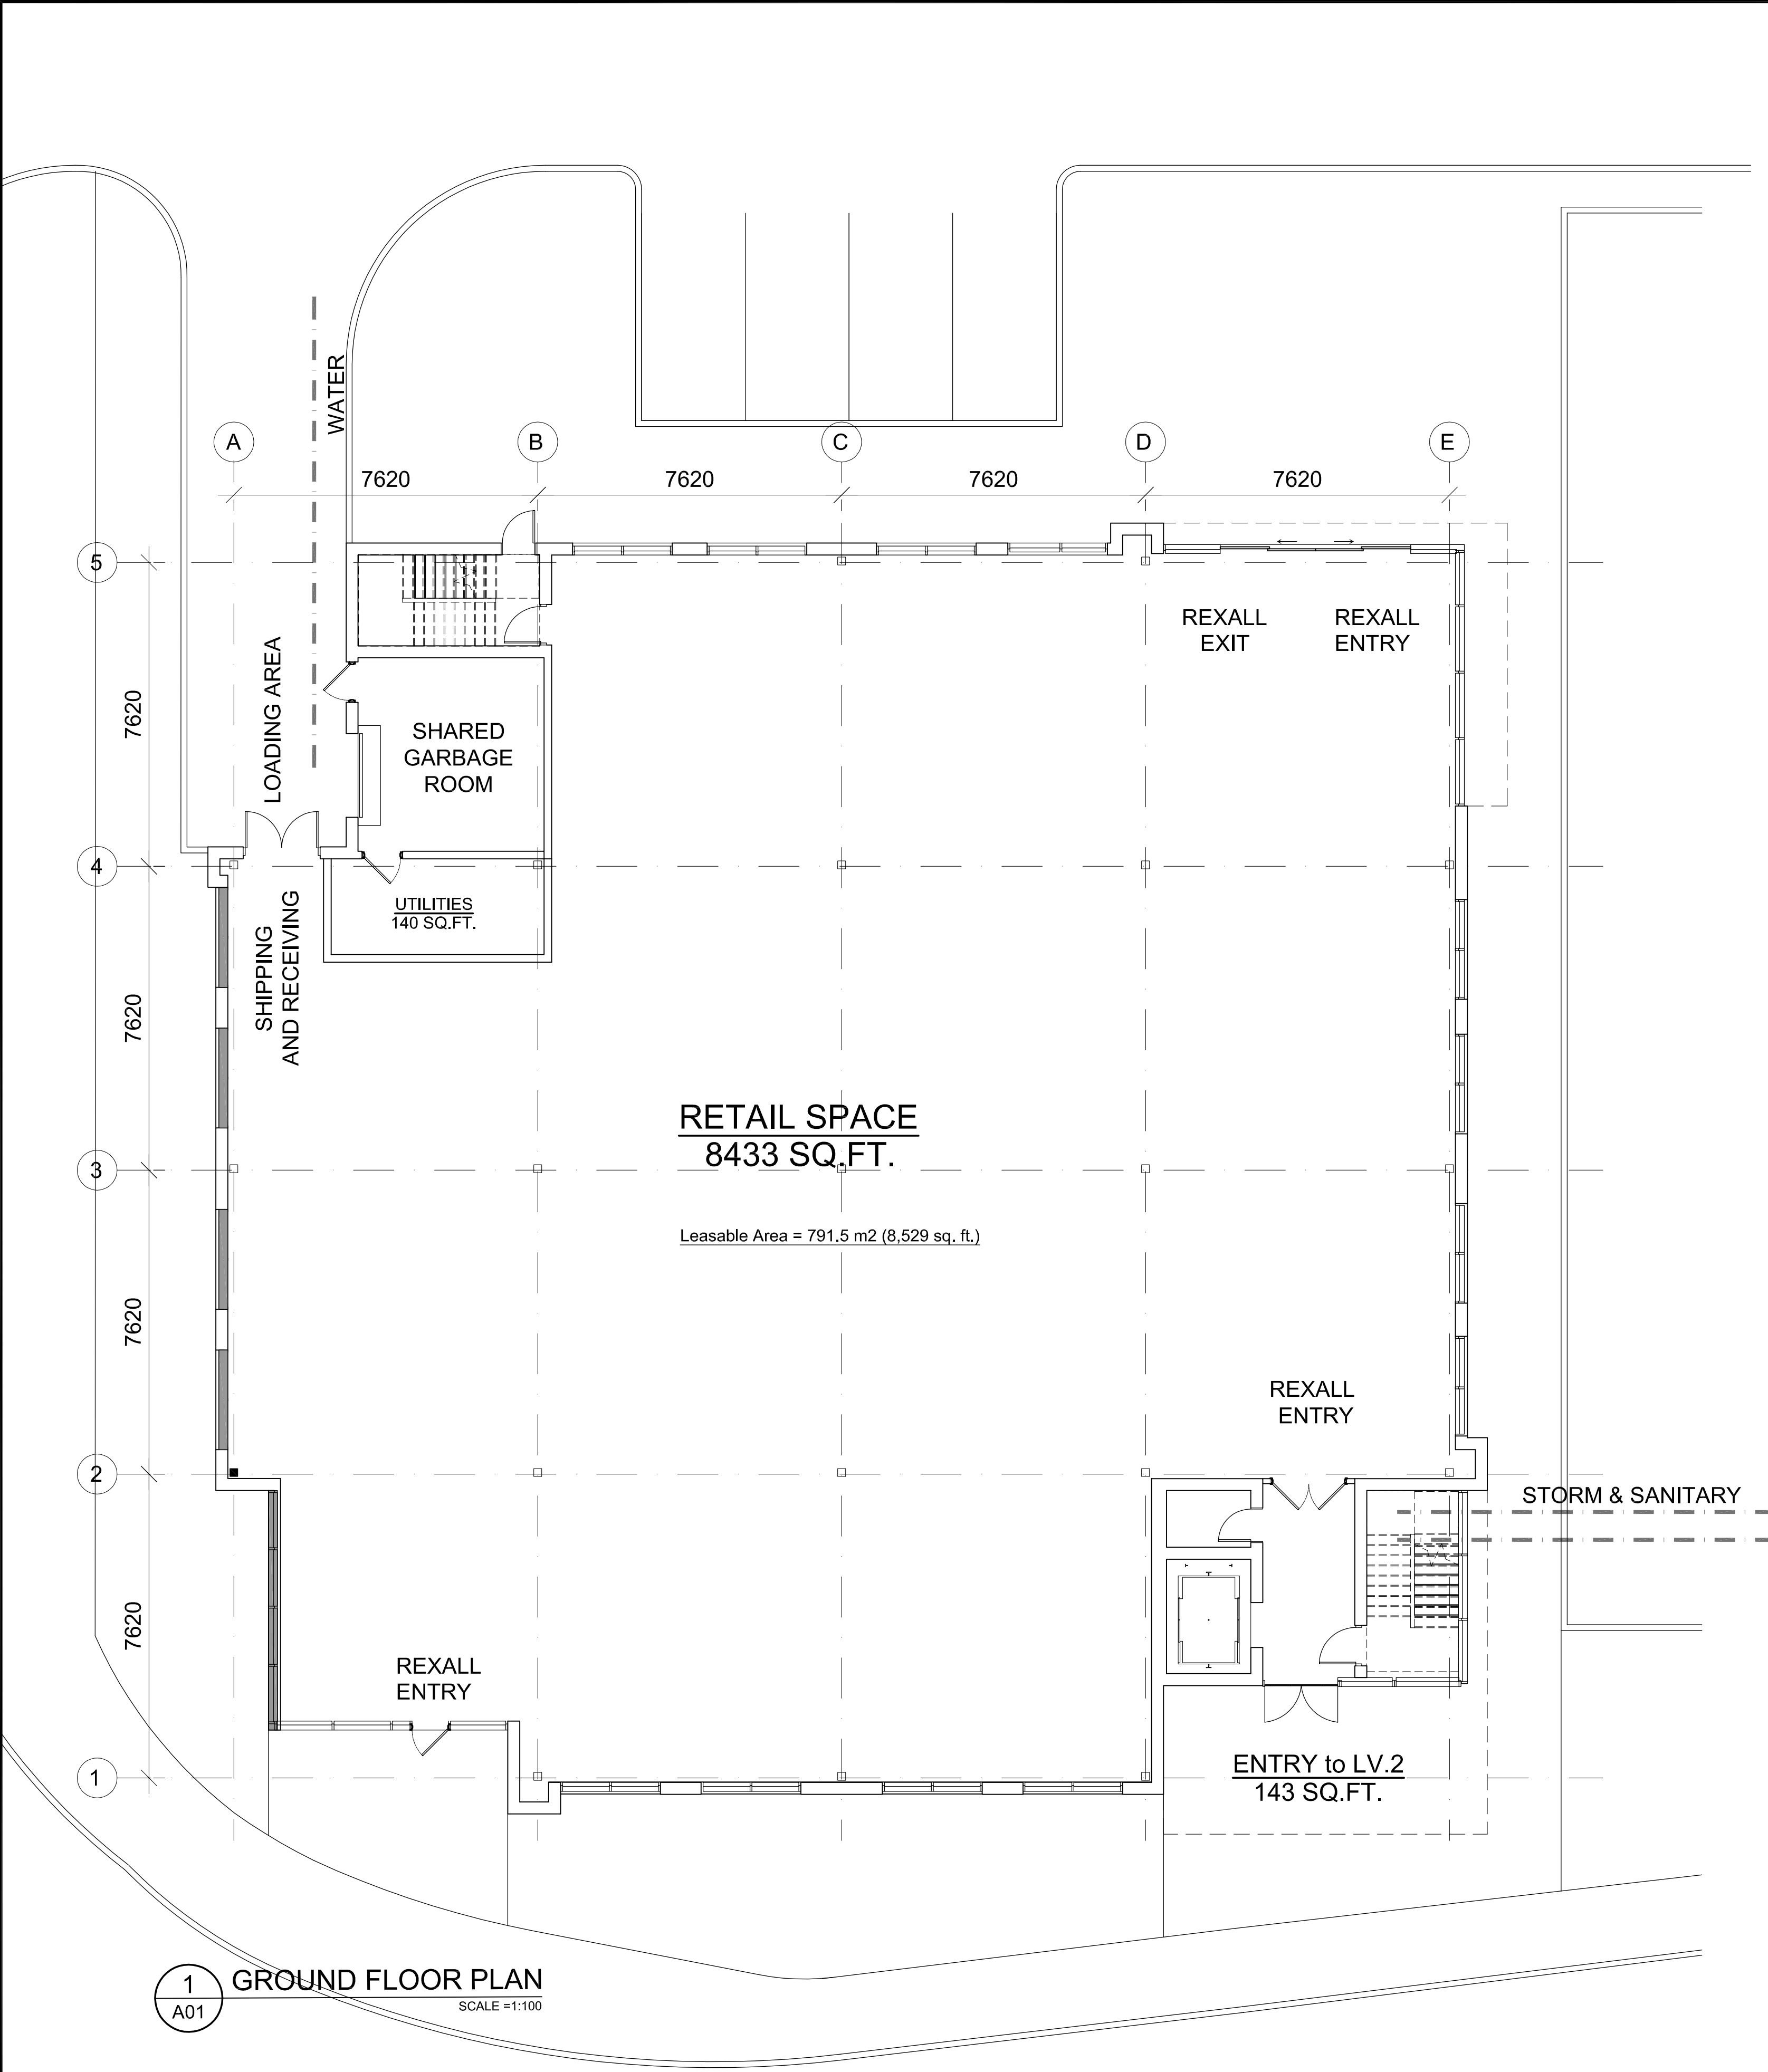 WATER
A
B
C
D
E
7620
7620
7620
7620
5
4
3
2
1
7620
7620
7620
7620
LOADING AREA
SHARED
GARBAGE
ROOM
REXALL
EXIT
REXALL
ENTRY
UTILITIES
140 SQ.FT.
SHIPPING
AND RECEIVING
RETAIL SPACE
8433 SQ.FT.
Leasable Area = 791.5 m2 (8,529 sq. ft.)
REXALL
ENTRY
STORM & SANITARY
REXALL
ENTRY
ENTRY to LV.2
143 SQ.FT.
1
A01
GROUND FLOOR PLAN
SCALE =1:100